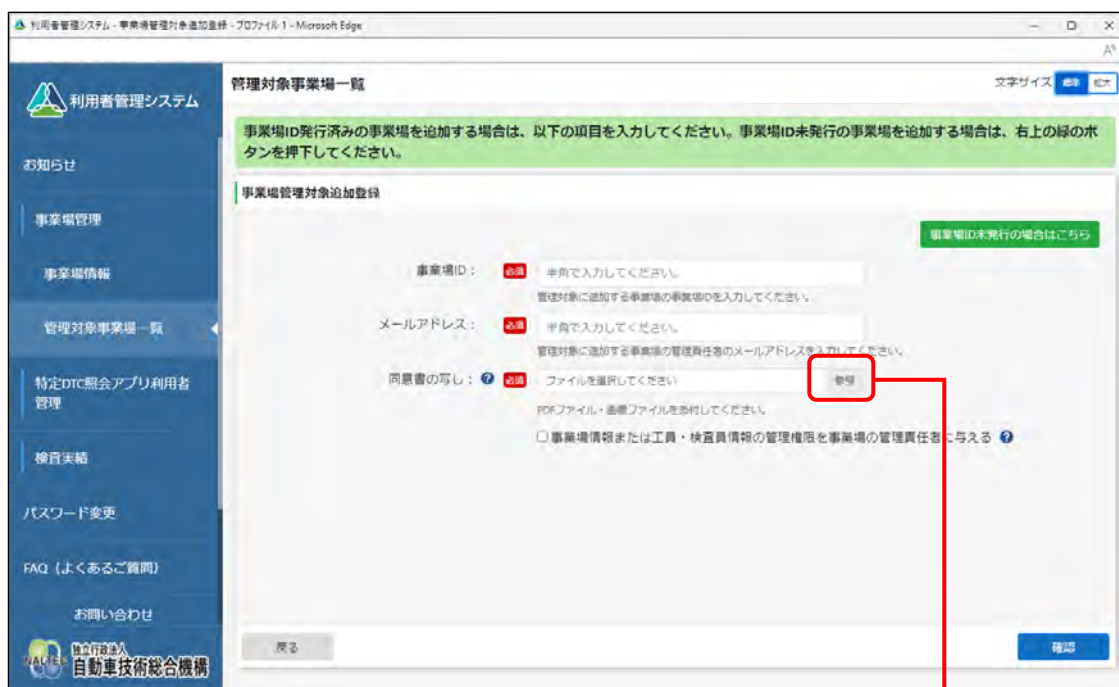 利用者管理システム - 事業場管理対象追加登録 - プロファイル 1 - Microsoft Edge
利用者管理システム
管理対象事業場一覧
文字サイズ 標準 拡大
事業場ID発行済みの事業場を追加する場合は、以下の項目を入力してください。事業場ID未発行の事業場を追加する場合は、右上の緑のボ
タンを押下してください。
お知らせ
事業場管理
事業場情報
管理対象事業場一覧
特定DTC照会アプリ利用者
管理
検査実績
パスワード変更
FAQ(よくあるご質問)
お問い合わせ
独立行政法人
自動車技術総合機構
事業場管理対象追加登録
事業場ID未発行の場合はこちら
事業場ID: 必須 半角で入力してください。
管理対象に追加する事業場の事業場IDを入力してください。
メールアドレス: 必須 半角で入力してください。
管理対象に追加する事業場の管理責任者のメールアドレスを入力してください。
同意書の写し: ? 必須 ファイルを選択してください 参照
PDFファイル・画像ファイルを添付してください。
事業場情報または工員・検査員情報の管理権限を事業場の管理責任者に与える ?
戻る
確認